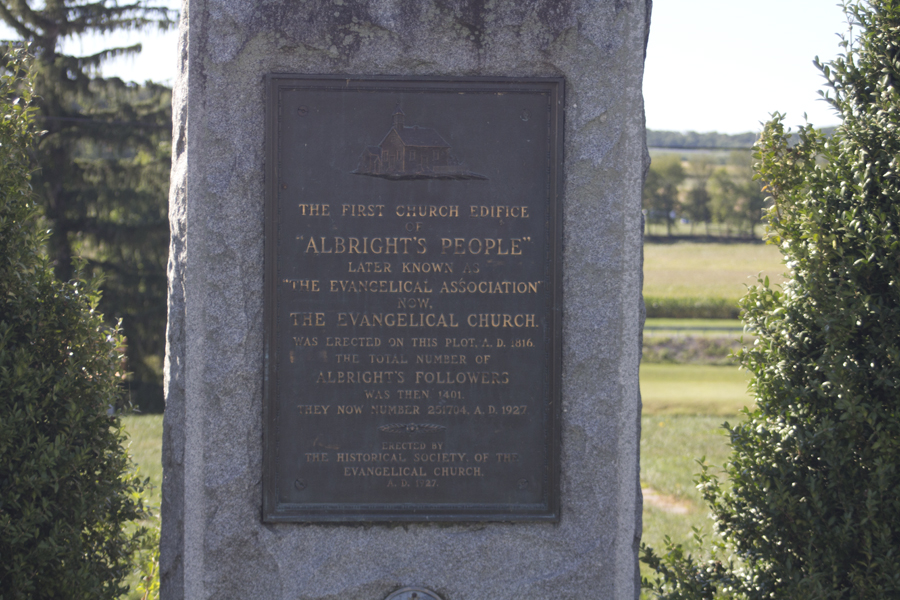 THE FIRST CHURCH EDIFICE
OF
"ALBRIGHT'S PEOPLE"
LATER KNOWN AS
"THE EVANGELICAL ASSOCIATION"
NOW,
THE EVANGELICAL CHURCH.
WAS ERECTED ON THIS PLOT, A. D. 1816.
THE TOTAL NUMBER OF
ALBRIGHT'S FOLLOWERS
WAS THEN 1401.
THEY NOW NUMBER 251704, A. D. 1927.
ERECTED BY
THE HISTORICAL SOCIETY OF THE
EVANGELICAL CHURCH.
A. D. 1927.